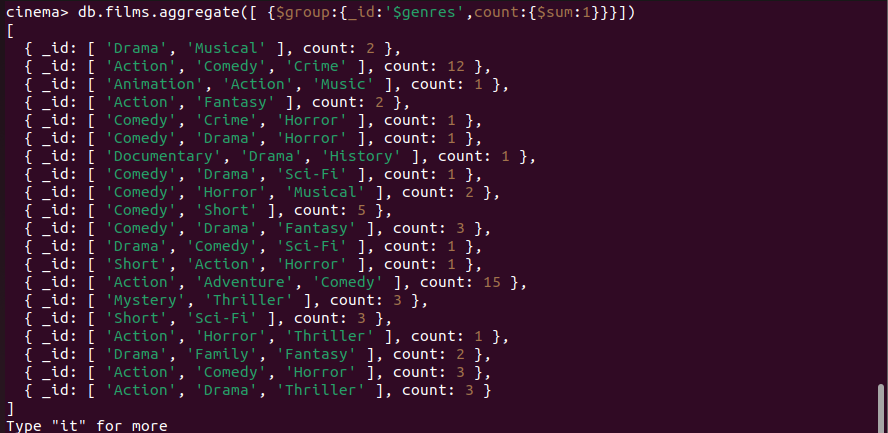 cinema> db.films.aggregate([ {$group:{_id:'$genres',count:{$sum:1}}}])
[
  { _id: [ 'Drama', 'Musical' ], count: 2 },
  { _id: [ 'Action', 'Comedy', 'Crime' ], count: 12 },
  { _id: [ 'Animation', 'Action', 'Music' ], count: 1 },
  { _id: [ 'Action', 'Fantasy' ], count: 2 },
  { _id: [ 'Comedy', 'Crime', 'Horror' ], count: 1 },
  { _id: [ 'Comedy', 'Drama', 'Horror' ], count: 1 },
  { _id: [ 'Documentary', 'Drama', 'History' ], count: 1 },
  { _id: [ 'Comedy', 'Drama', 'Sci-Fi' ], count: 1 },
  { _id: [ 'Comedy', 'Horror', 'Musical' ], count: 2 },
  { _id: [ 'Comedy', 'Short' ], count: 5 },
  { _id: [ 'Comedy', 'Drama', 'Fantasy' ], count: 3 },
  { _id: [ 'Drama', 'Comedy', 'Sci-Fi' ], count: 1 },
  { _id: [ 'Short', 'Action', 'Horror' ], count: 1 },
  { _id: [ 'Action', 'Adventure', 'Comedy' ], count: 15 },
  { _id: [ 'Mystery', 'Thriller' ], count: 3 },
  { _id: [ 'Short', 'Sci-Fi' ], count: 3 },
  { _id: [ 'Action', 'Horror', 'Thriller' ], count: 1 },
  { _id: [ 'Drama', 'Family', 'Fantasy' ], count: 2 },
  { _id: [ 'Action', 'Comedy', 'Horror' ], count: 3 },
  { _id: [ 'Action', 'Drama', 'Thriller' ], count: 3 }
]
Type "it" for more